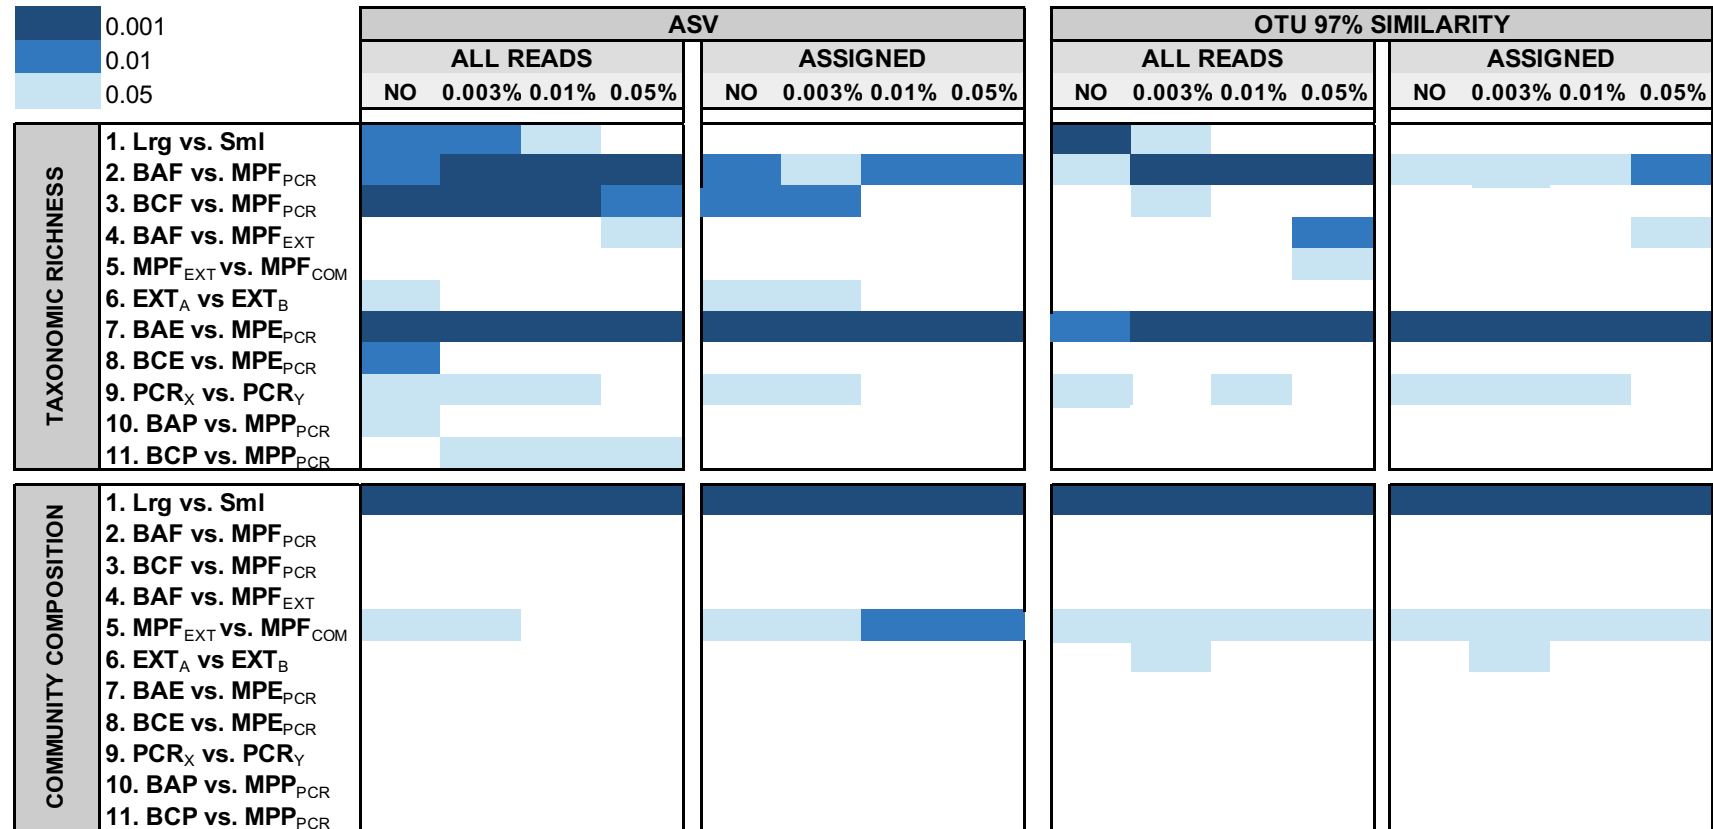 0.001
0.01
0.05
ASV
OTU 97% SIMILARITY
ALL READS
ASSIGNED
ALL READS
ASSIGNED
NO 0.003% 0.01% 0.05%
NO 0.003% 0.01% 0.05%
NO 0.003% 0.01% 0.05%
NO 0.003% 0.01% 0.05%
TAXONOMIC RICHNESS
1. Lrg vs. Sml
2. BAF vs. MPFPCR
3. BCF vs. MPFPCR
4. BAF vs. MPFEXT
5. MPFEXT vs. MPFCOM
6. EXTA vs EXTB
7. BAE vs. MPEPCR
8. BCE vs. MPEPCR
9. PCRX vs. PCRY
10. BAP vs. MPPPCR
11. BCP vs. MPPPCR
COMMUNITY COMPOSITION
1. Lrg vs. Sml
2. BAF vs. MPFPCR
3. BCF vs. MPFPCR
4. BAF vs. MPFEXT
5. MPFEXT vs. MPFCOM
6. EXTA vs EXTB
7. BAE vs. MPEPCR
8. BCE vs. MPEPCR
9. PCRX vs. PCRY
10. BAP vs. MPPPCR
11. BCP vs. MPPPCR